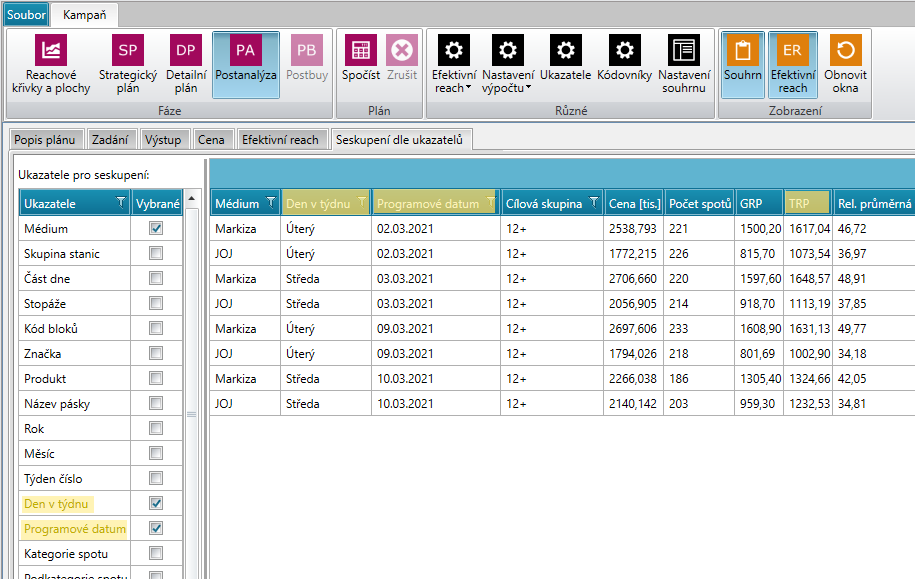 Soubor Kampaň
SP DP PA PB ER
Reachové křivky a plochy Strategický plán Detailní plán Postanalýza Postbuy Spočíst Zrušit Efektivní reach Nastavení výpočtu Ukazatele Kódovníky Nastavení souhrnu Souhrn Efektivní reach Obnovit okna
Fáze Plán Různé Zobrazení
Popis plánu Zadání Výstup Cena Efektivní reach Seskupení dle ukazatelů
Ukazatele pro seskupení:
Ukazatele Vybrané
Médium
Skupina stanic
Část dne
Stopáže
Kód bloků
Značka
Produkt
Název pásky
Rok
Měsíc
Týden číslo
Den v týdnu
Programové datum
Kategorie spotu
Podkategorie spotu
Médium Den v týdnu Programové datum Cílová skupina Cena [tis.] Počet spotů GRP TRP Rel. průměrná
Markiza Úterý 02.03.2021 12+ 2538,793 221 1500,20 1617,04 46,72
JOJ Úterý 02.03.2021 12+ 1772,215 226 815,70 1073,54 36,97
Markiza Středa 03.03.2021 12+ 2706,660 220 1597,60 1648,57 48,91
JOJ Středa 03.03.2021 12+ 2056,905 214 918,70 1113,19 37,85
Markiza Úterý 09.03.2021 12+ 2697,606 233 1608,90 1631,13 49,77
JOJ Úterý 09.03.2021 12+ 1794,026 218 801,69 1002,90 34,18
Markiza Středa 10.03.2021 12+ 2266,038 186 1305,40 1324,66 42,05
JOJ Středa 10.03.2021 12+ 2140,142 203 959,30 1232,53 34,81